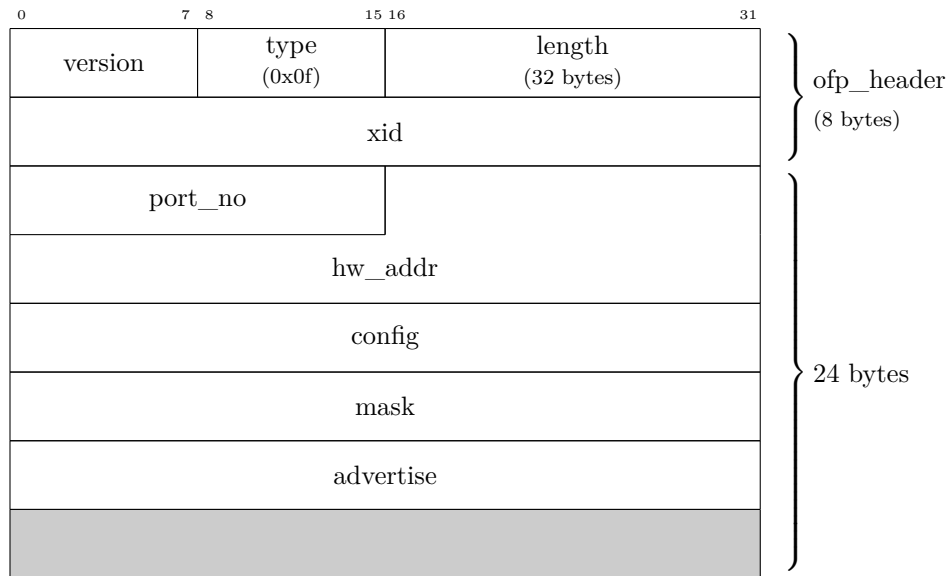 0 7 8 15 16 31
version
type
(0x0f)
length
(32 bytes)
ofp_header
(8 bytes)
xid
port_no
hw_addr
config
24 bytes
mask
advertise